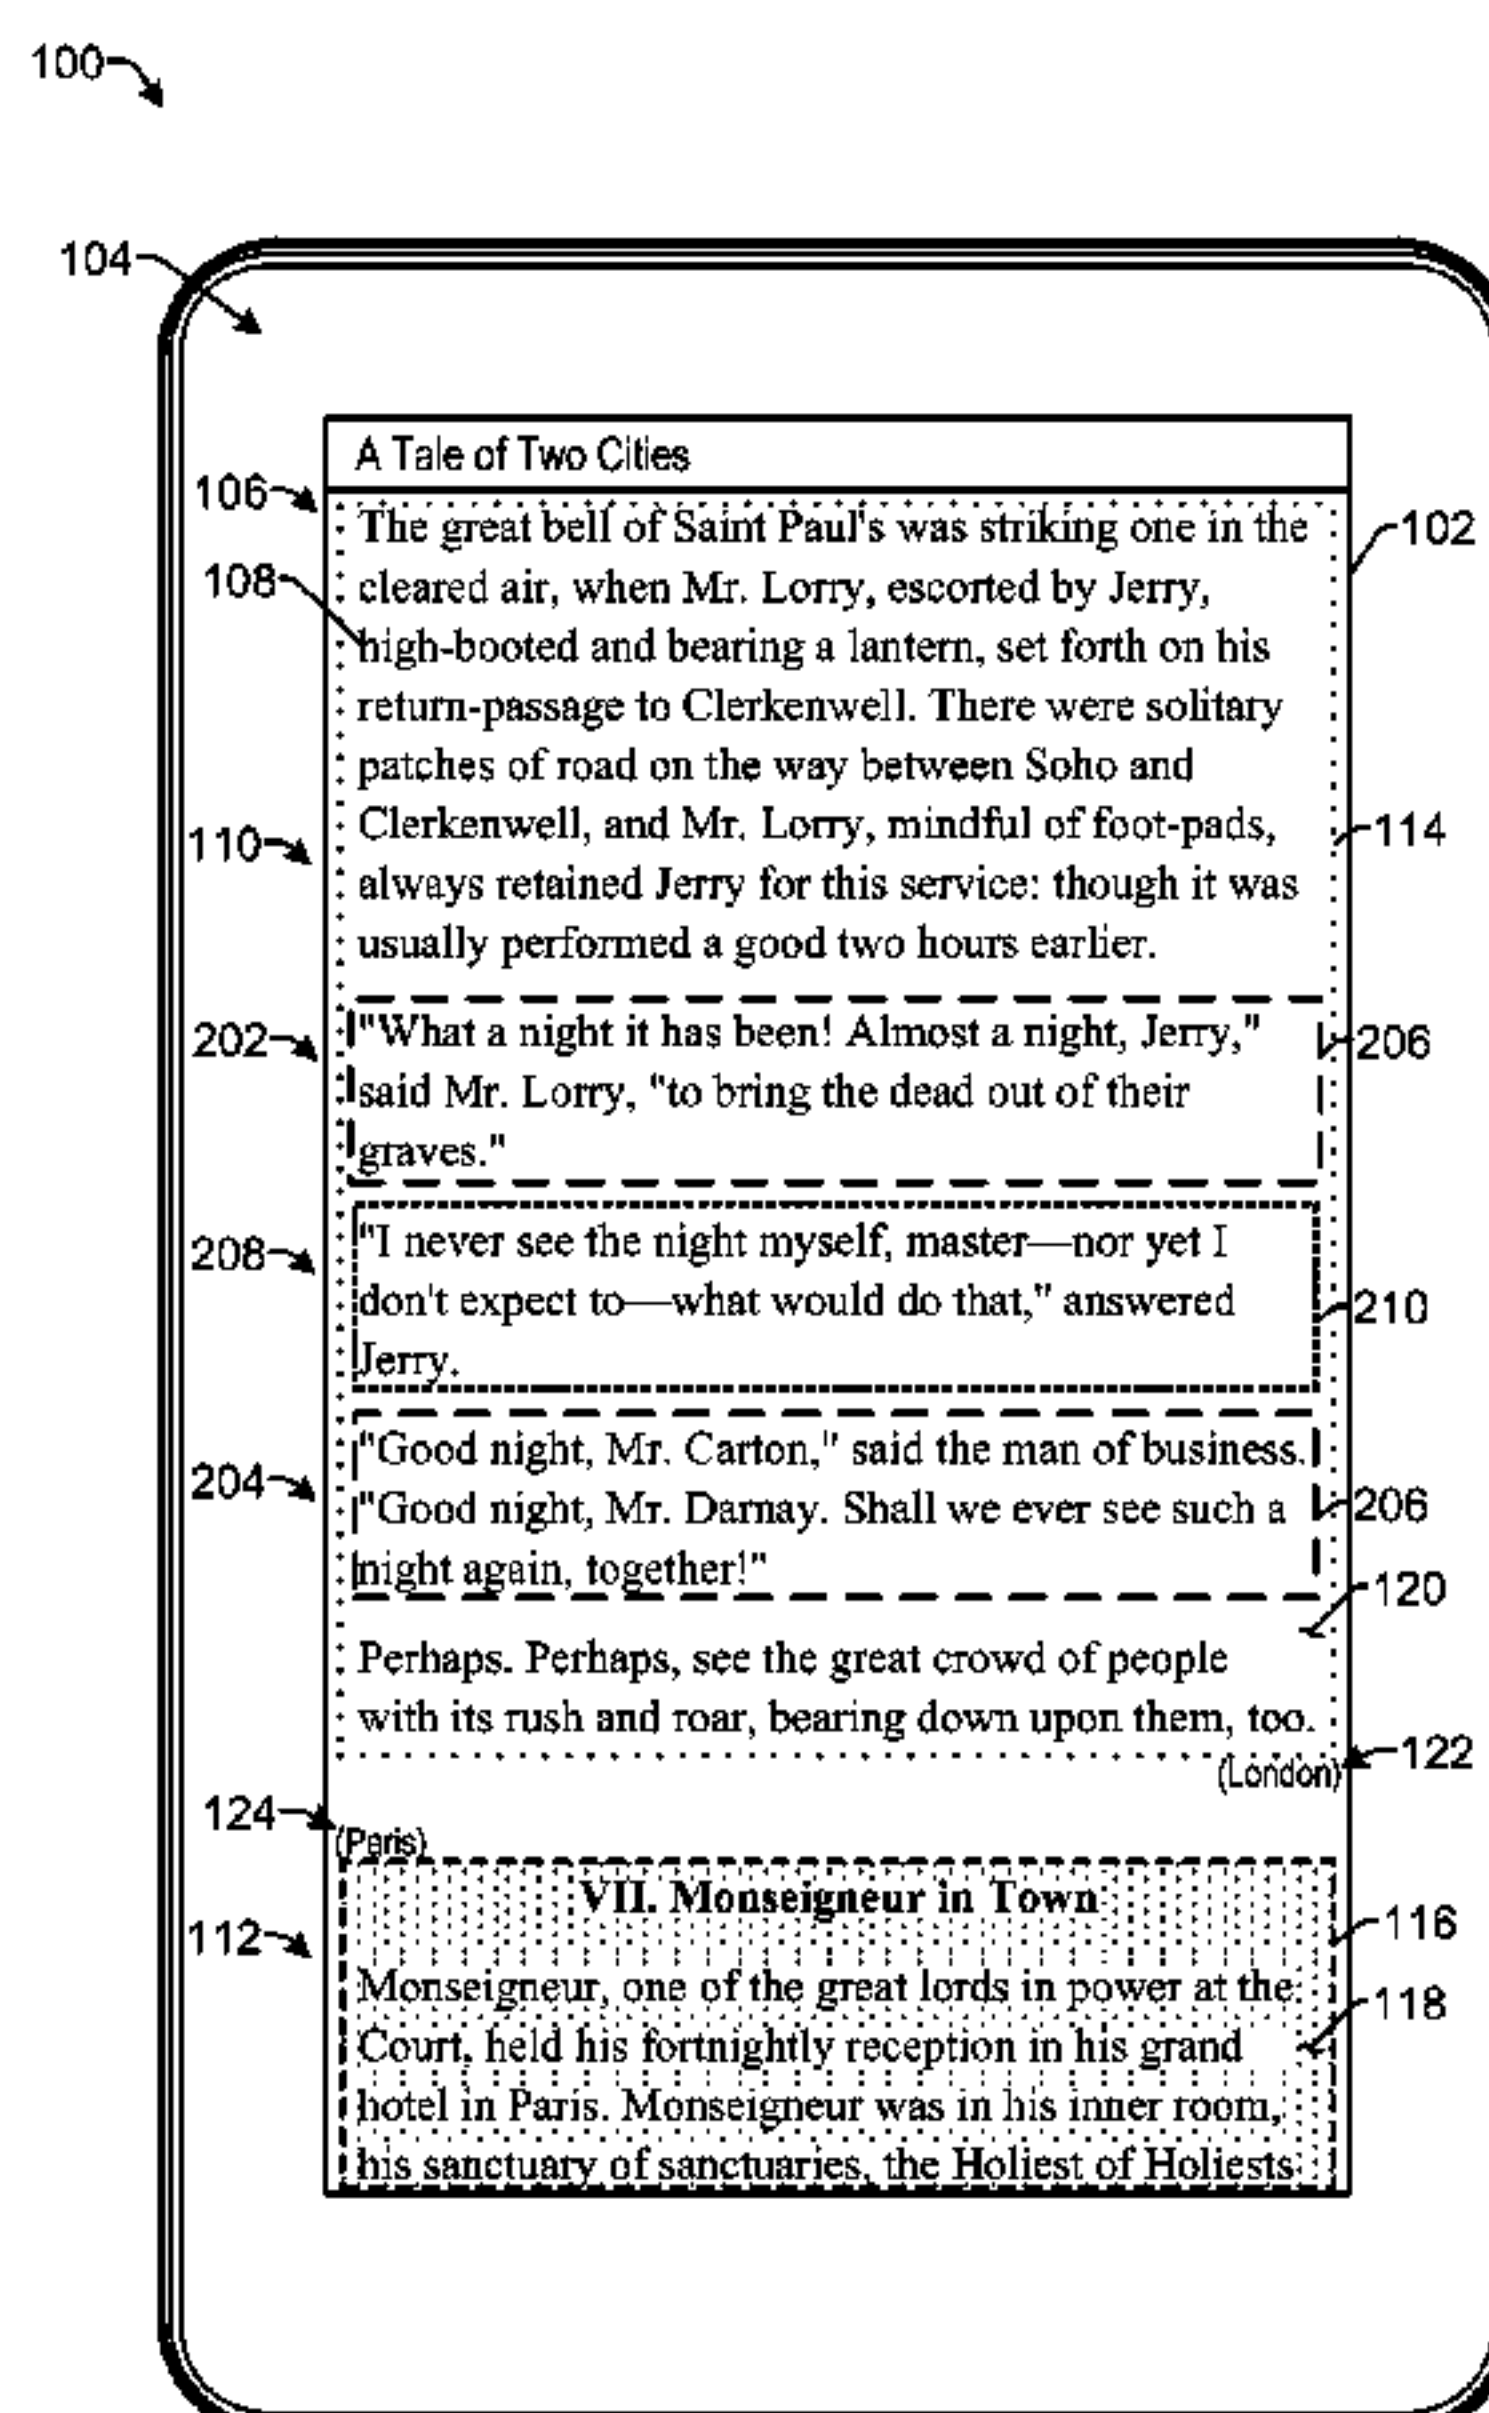 100
104
A Tale of Two Cities
106
The great bell of Saint Paul's was striking one in the
102
108
cleared air, when Mr. Lorry, escorted by Jerry,
high-booted and bearing a lantern, set forth on his
return-passage to Clerkenwell. There were solitary
patches of road on the way between Soho and
110
Clerkenwell, and Mr. Lorry, mindful of foot-pads,
114
always retained Jerry for this service: though it was
usually performed a good two hours earlier.
202
"What a night it has been! Almost a night, Jerry,"
206
said Mr. Lorry, "to bring the dead out of their
graves."
208
"I never see the night myself, master—nor yet I
don't expect to—what would do that," answered
210
Jerry.
"Good night, Mr. Carton," said the man of business.
204
"Good night, Mr. Darnay. Shall we ever see such a
206
night again, together!"
120
Perhaps. Perhaps, see the great crowd of people
with its rush and roar, bearing down upon them, too.
122
(London)
124
(Paris)
VII. Monseigneur in Town
112
116
Monseigneur, one of the great lords in power at the
118
Court, held his fortnightly reception in his grand
hotel in Paris. Monseigneur was in his inner room,
his sanctuary of sanctuaries, the Holiest of Holiests